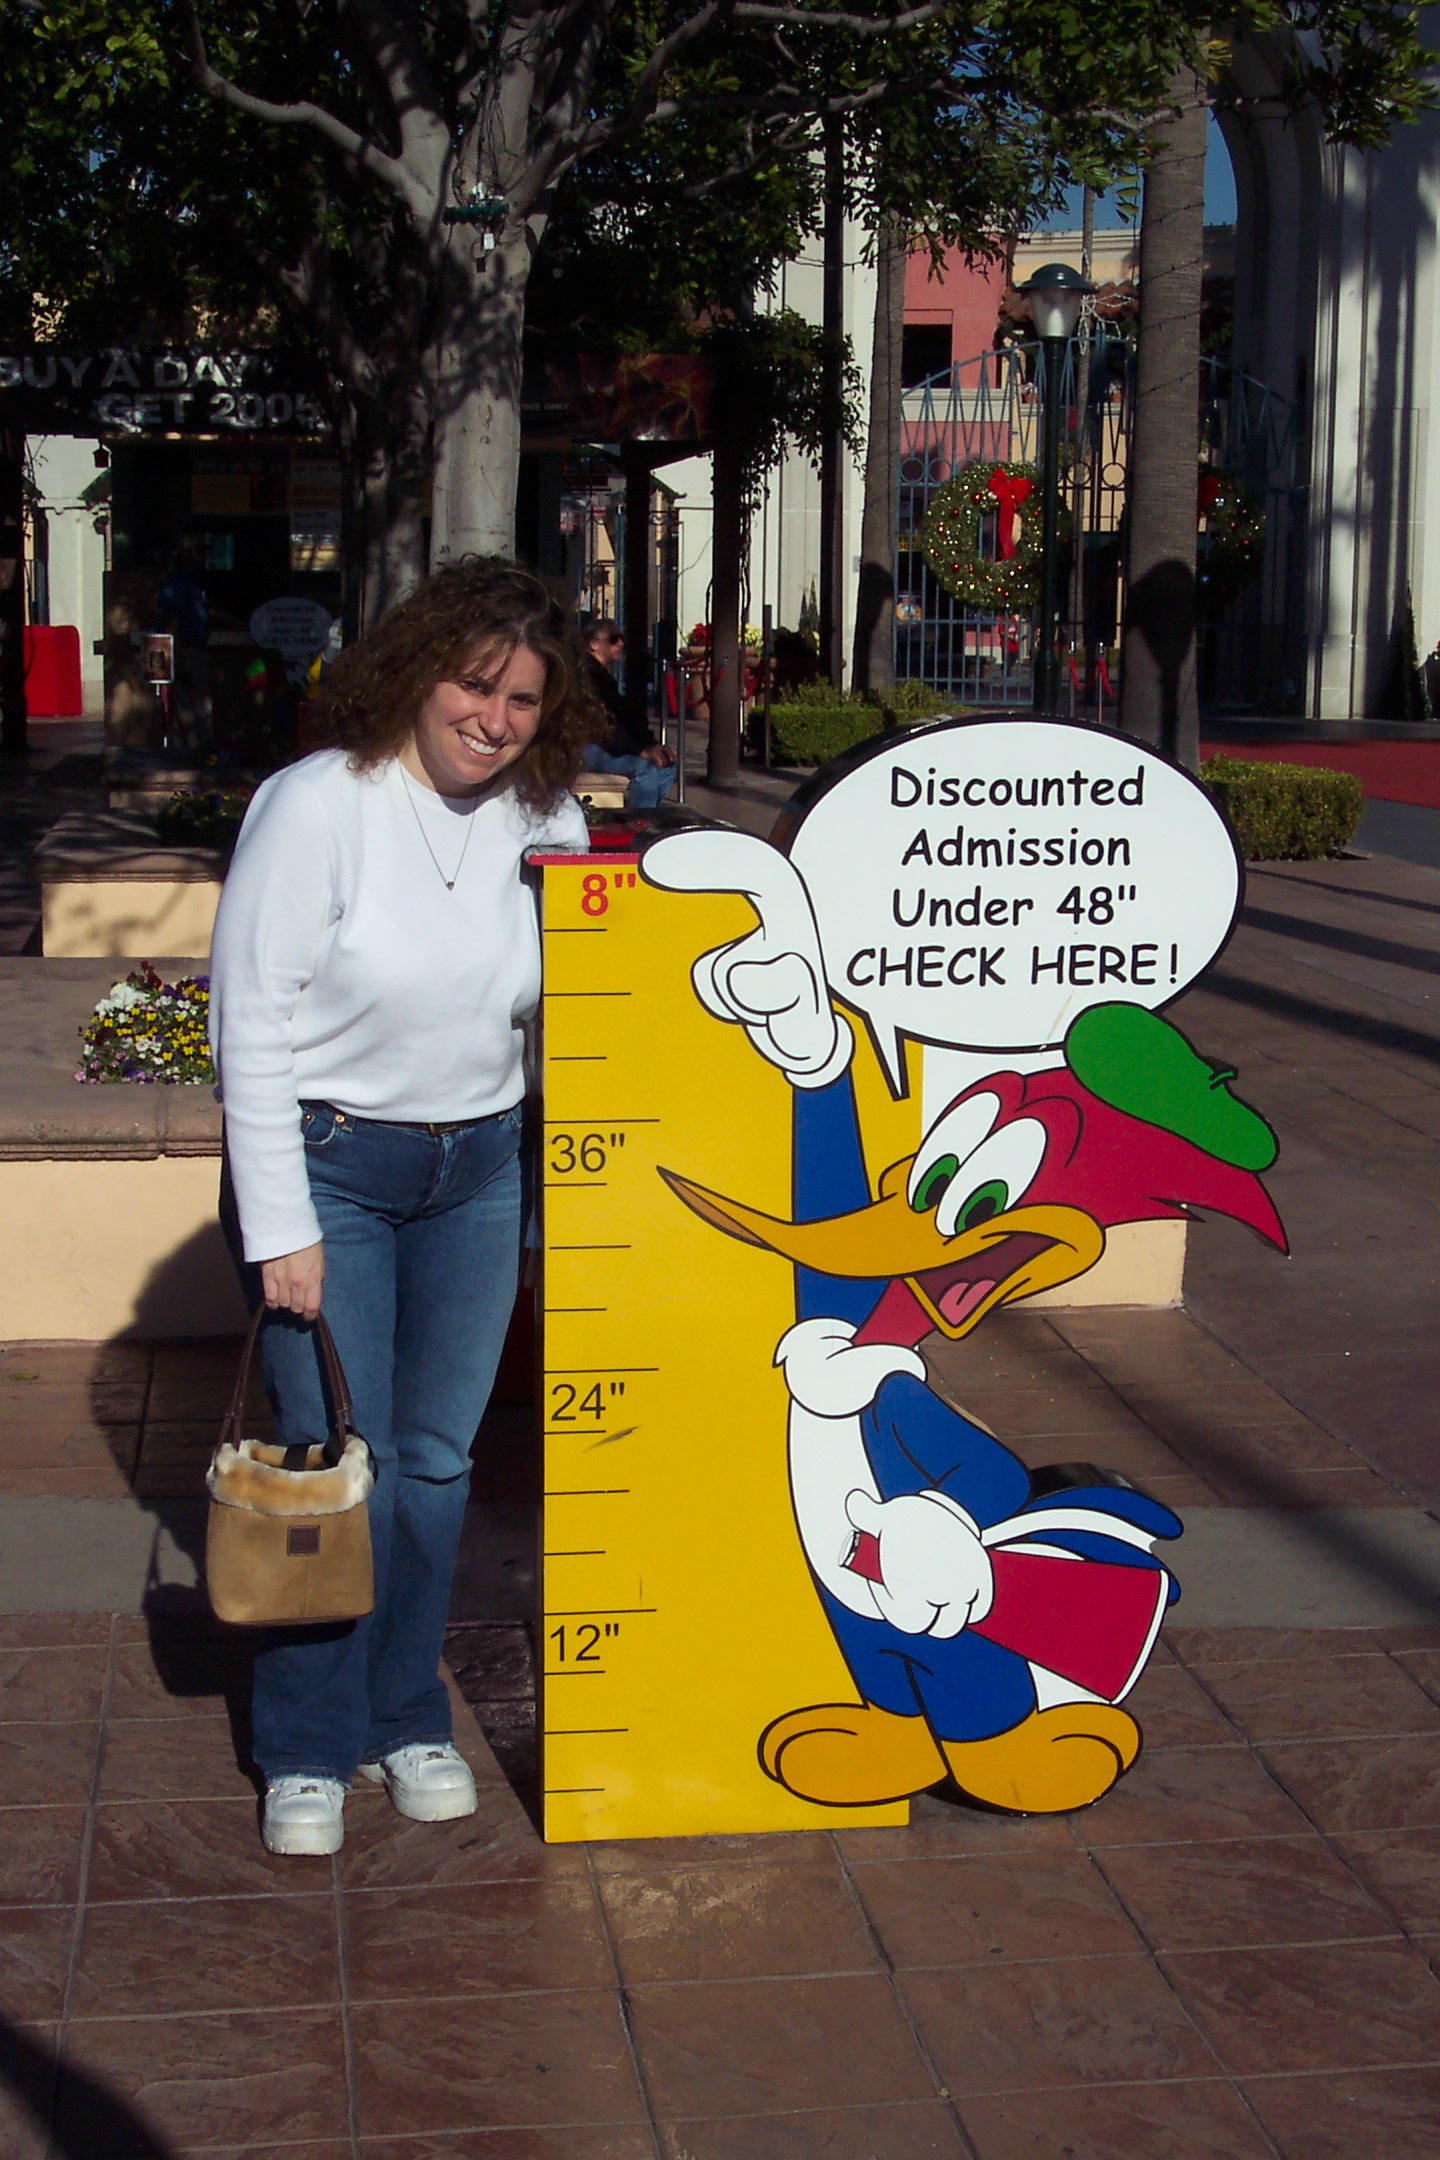 BUY A DAY
GET 2005
Discounted
Admission
Under 48"
CHECK HERE!
8"
36"
24"
12"